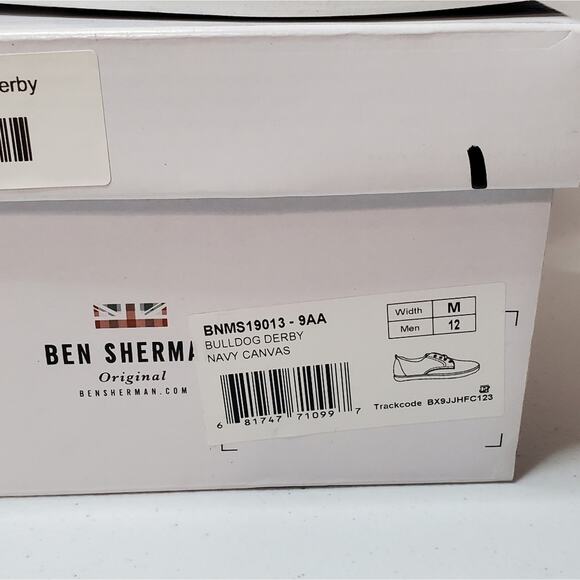 erby
BEN SHERMA
Original
BENSHERMAN.COM
BNMS19013 - 9AA
BULLDOG DERBY
NAVY CANVAS
6 81747 71099 7
Width M
Men 12
Trackcode BX9JJHFC123